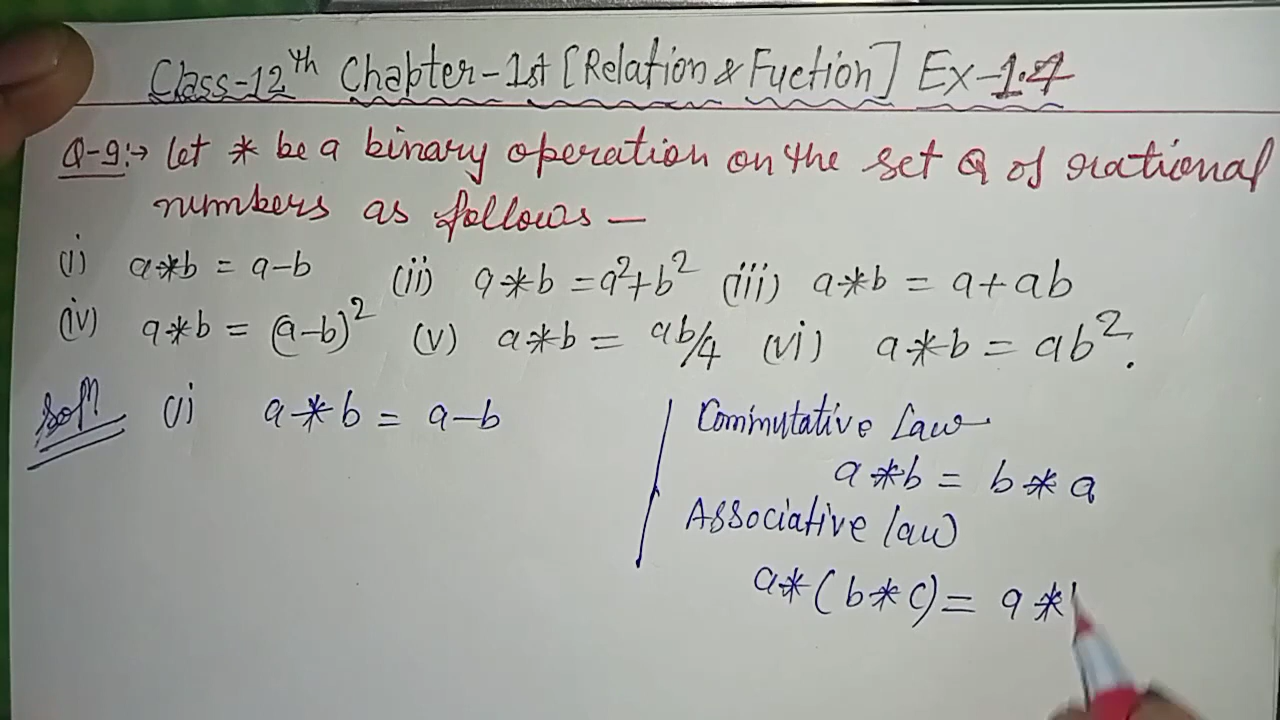 Class-12th Chapter-1st [Relation & Fuction] Ex-1.4
Q-9:→ Let * be a binary operation on the set Q of rational
numbers as follows —
(i) a*b = a-b (ii) a*b = a²+b² (iii) a*b = a+ab
(iv) a*b = (a-b)² (v) a*b = ab/4 (vi) a*b = ab².
Solⁿ (i) a*b = a-b
Commutative Law
a*b = b*a
Associative law
a*(b*c) = a*